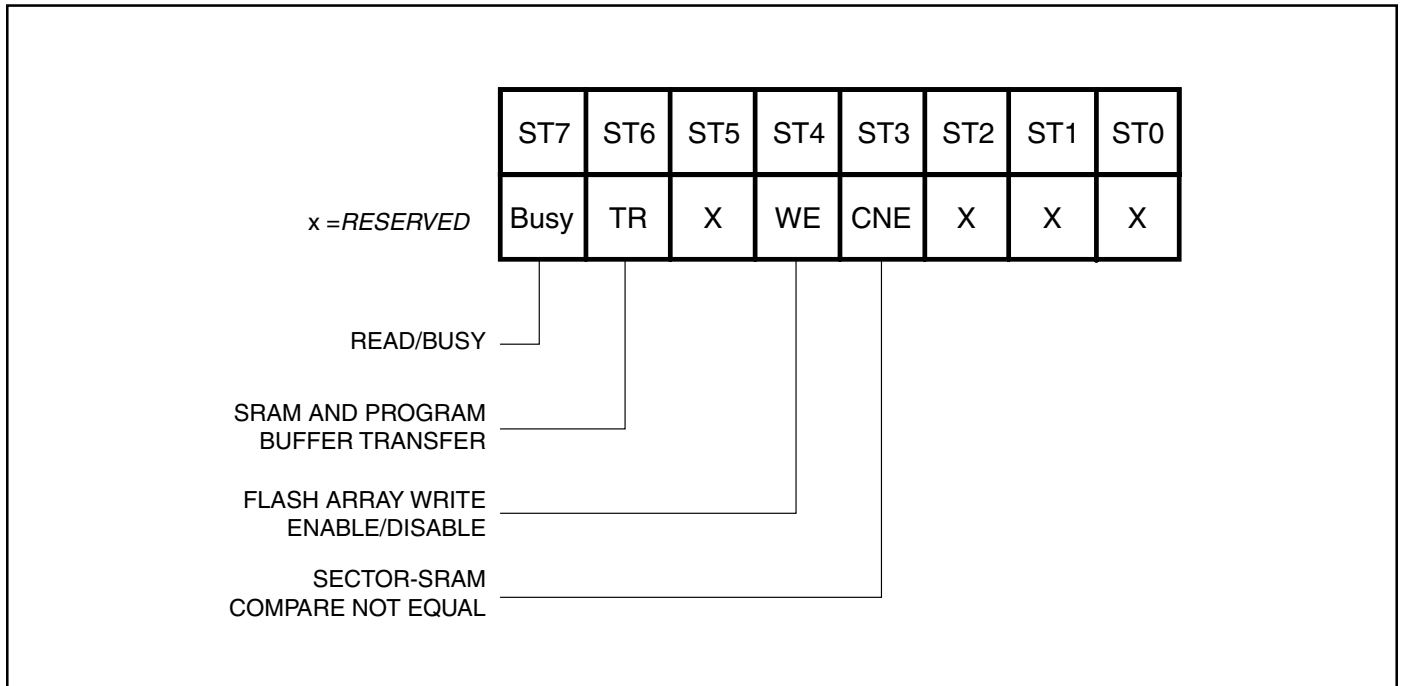 ST7 ST6 ST5 ST4 ST3 ST2 ST1 ST0
x =RESERVED Busy TR X WE CNE X X X
READ/BUSY
SRAM AND PROGRAM
BUFFER TRANSFER
FLASH ARRAY WRITE
ENABLE/DISABLE
SECTOR-SRAM
COMPARE NOT EQUAL